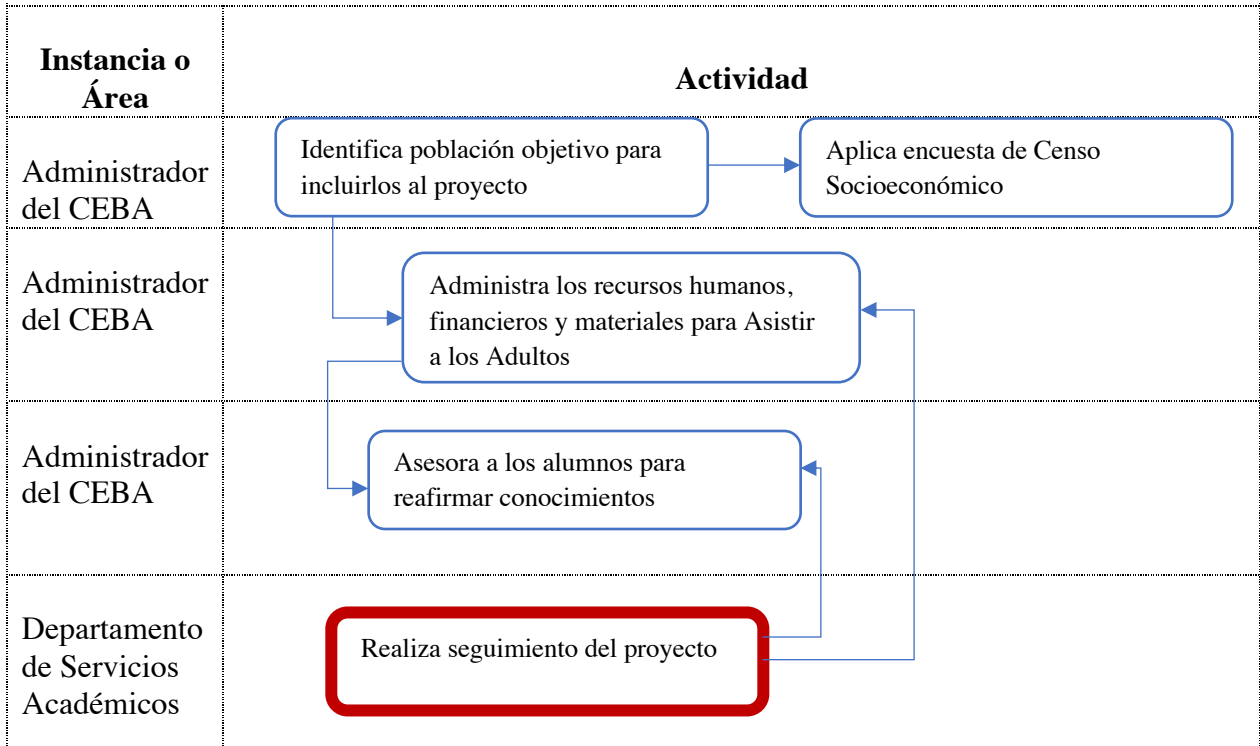 Instancia o
Área
Actividad
Administrador
del CEBA
Identifica población objetivo para
incluirlos al proyecto
Aplica encuesta de Censo
Socioeconómico
Administrador
del CEBA
Administra los recursos humanos,
financieros y materiales para Asistir
a los Adultos
Administrador
del CEBA
Asesora a los alumnos para
reafirmar conocimientos
Departamento
de Servicios
Académicos
Realiza seguimiento del proyecto